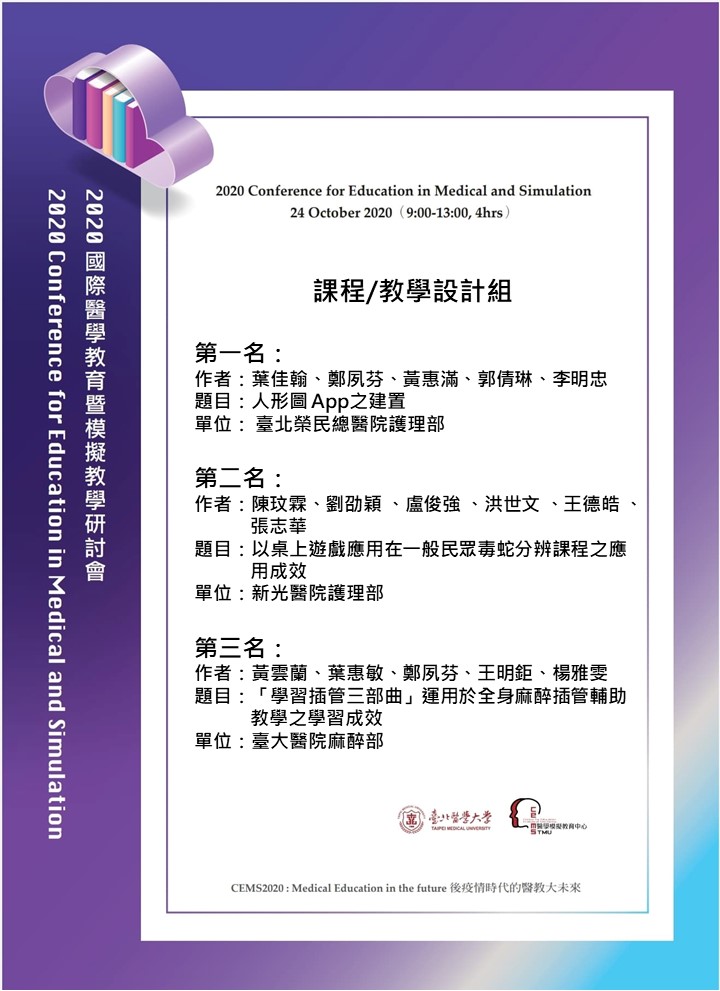 2020 國際醫學教育暨模擬教學研討會
2020 Conference for Education in Medical and Simulation
2020 Conference for Education in Medical and Simulation
24 October 2020（9:00-13:00, 4hrs）
課程/教學設計組
第一名：
作者：葉佳翰、鄭夙芬、黃惠滿、郭倩琳、李明忠
題目：人形圖App之建置
單位： 臺北榮民總醫院護理部
第二名：
作者：陳玟霖、劉劭穎 、盧俊強 、洪世文 、王德皓 、
張志華
題目：以桌上遊戲應用在一般民眾毒蛇分辨課程之應
用成效
單位：新光醫院護理部
第三名：
作者：黃雲蘭、葉惠敏、鄭夙芬、王明鉅、楊雅雯
題目：「學習插管三部曲」運用於全身麻醉插管輔助
教學之學習成效
單位：臺大醫院麻醉部
臺北醫學大學
TAIPEI MEDICAL UNIVERSITY
醫學模擬教育中心
TMU
CEMS2020 : Medical Education in the future 後疫情時代的醫教大未來